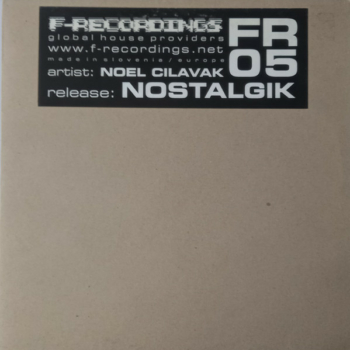 F-RECORDINGS
global house providers
www.f-recordings.net
made in slovenia / europe
artist: NOEL CILAVAK
release: NOSTALGIK
FR
05